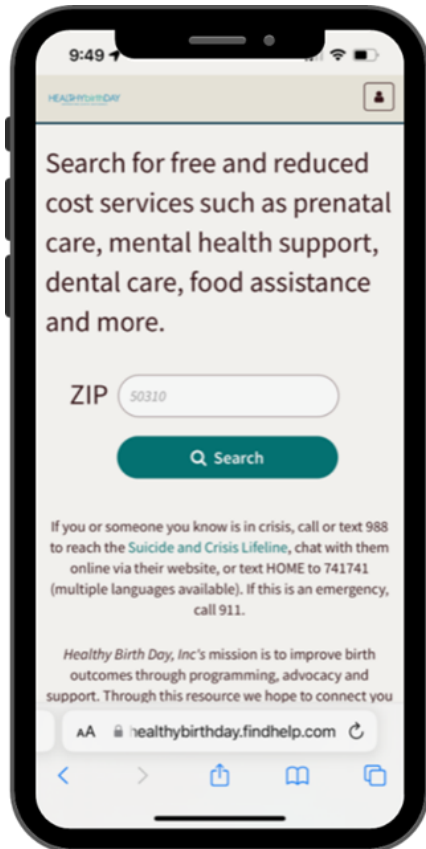 9:49
HEALTHYbirthDAY
Search for free and reduced
cost services such as prenatal
care, mental health support,
dental care, food assistance
and more.
ZIP 50310
Search
If you or someone you know is in crisis, call or text 988
to reach the Suicide and Crisis Lifeline, chat with them
online via their website, or text HOME to 741741
(multiple languages available). If this is an emergency,
call 911.
Healthy Birth Day, Inc's mission is to improve birth
outcomes through programming, advocacy and
support. Through this resource we hope to connect you
AA healthybirthday.findhelp.com